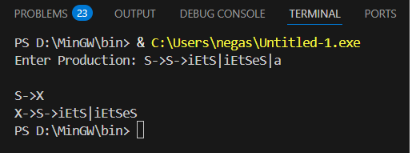 PROBLEMS 23 OUTPUT DEBUG CONSOLE TERMINAL PORTS
PS D:\MinGW\bin> & C:\Users\negas\Untitled-1.exe
Enter Production: S->S->iEtS|iEtSeS|a
S->X
X->S->iEtS|iEtSeS
PS D:\MinGW\bin>